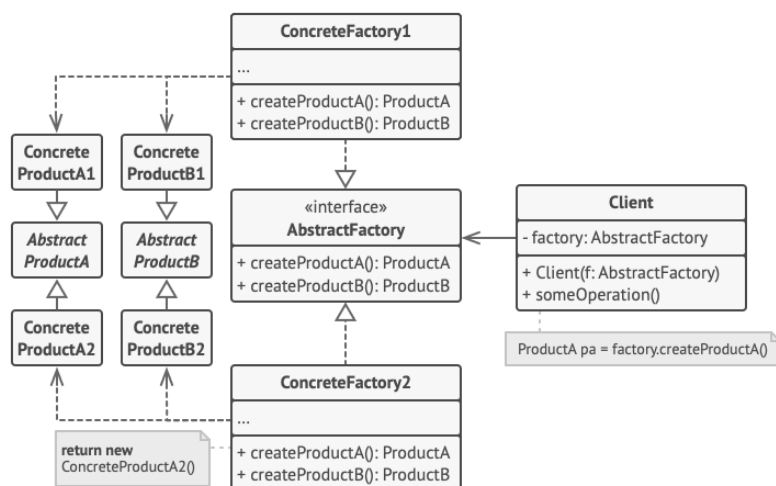 ConcreteFactory1
...
+ createProductA(): ProductA
+ createProductB(): ProductB
Concrete
ProductA1
Concrete
ProductB1
Abstract
ProductA
Abstract
ProductB
Concrete
ProductA2
Concrete
ProductB2
«interface»
AbstractFactory
+ createProductA(): ProductA
+ createProductB(): ProductB
Client
- factory: AbstractFactory
+ Client(f: AbstractFactory)
+ someOperation()
ProductA pa = factory.createProductA()
ConcreteFactory2
...
+ createProductA(): ProductA
+ createProductB(): ProductB
return new
ConcreteProductA2()